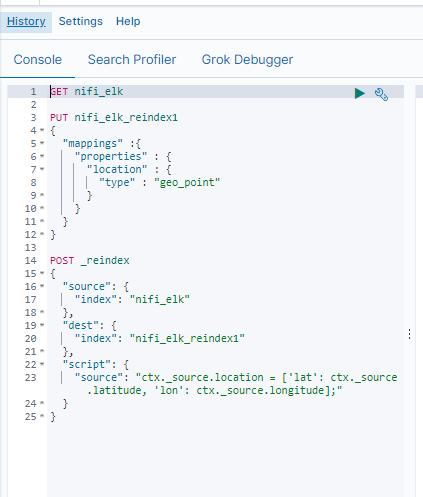 History Settings Help
Console Search Profiler Grok Debugger
1 GET nifi_elk
2
3 PUT nifi_elk_reindex1
4 {
5 "mappings" :{
6 "properties" : {
7 "location" : {
8 "type" : "geo_point"
9 }
10 }
11 }
12 }
13
14 POST _reindex
15 {
16 "source": {
17 "index": "nifi_elk"
18 },
19 "dest": {
20 "index": "nifi_elk_reindex1"
21 },
22 "script": {
23 "source": "ctx._source.location = ['lat': ctx._source
.latitude, 'lon': ctx._source.longitude];"
24 }
25 }